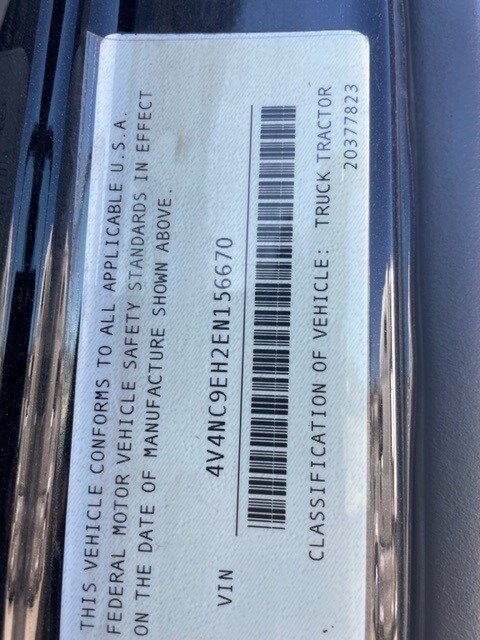 THIS VEHICLE CONFORMS TO ALL APPLICABLE U.S.A.
FEDERAL MOTOR VEHICLE SAFETY STANDARDS IN EFFECT
ON THE DATE OF MANUFACTURE SHOWN ABOVE.
VIN 4V4NC9EH2EN156670
CLASSIFICATION OF VEHICLE: TRUCK TRACTOR
20377823